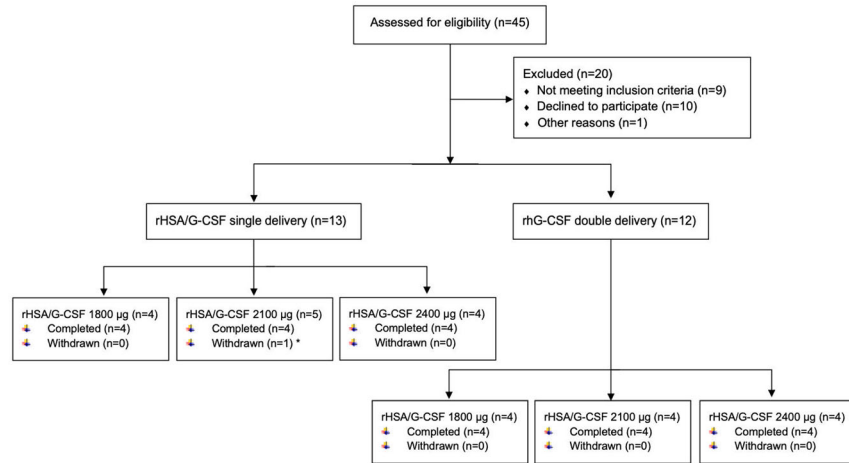 Assessed for eligibility (n=45)
Excluded (n=20)
♦ Not meeting inclusion criteria (n=9)
♦ Declined to participate (n=10)
♦ Other reasons (n=1)
rHSA/G-CSF single delivery (n=13)
rhG-CSF double delivery (n=12)
rHSA/G-CSF 1800 μg (n=4)
Completed (n=4)
Withdrawn (n=0)
rHSA/G-CSF 2100 μg (n=5)
Completed (n=4)
Withdrawn (n=1) *
rHSA/G-CSF 2400 μg (n=4)
Completed (n=4)
Withdrawn (n=0)
rHSA/G-CSF 1800 μg (n=4)
Completed (n=4)
Withdrawn (n=0)
rHSA/G-CSF 2100 μg (n=4)
Completed (n=4)
Withdrawn (n=0)
rHSA/G-CSF 2400 μg (n=4)
Completed (n=4)
Withdrawn (n=0)